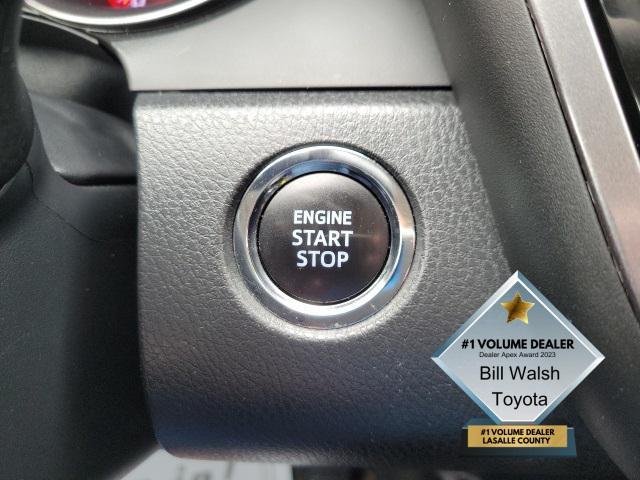 ENGINE
START
STOP
#1 VOLUME DEALER
Dealer Apex Award 2023
Bill Walsh
Toyota
#1 VOLUME DEALER
LASALLE COUNTY